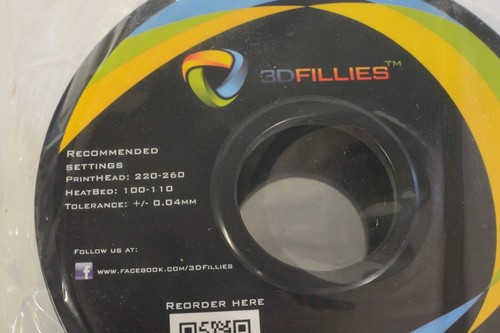 3DFILLIES™
RECOMMENDED
SETTINGS
PRINTHEAD: 220-260
HEATBED: 100-110
TOLERANCE: +/- 0.04MM
FOLLOW US AT:
f WWW.FACEBOOK.COM/3DFILLIES
REORDER HERE